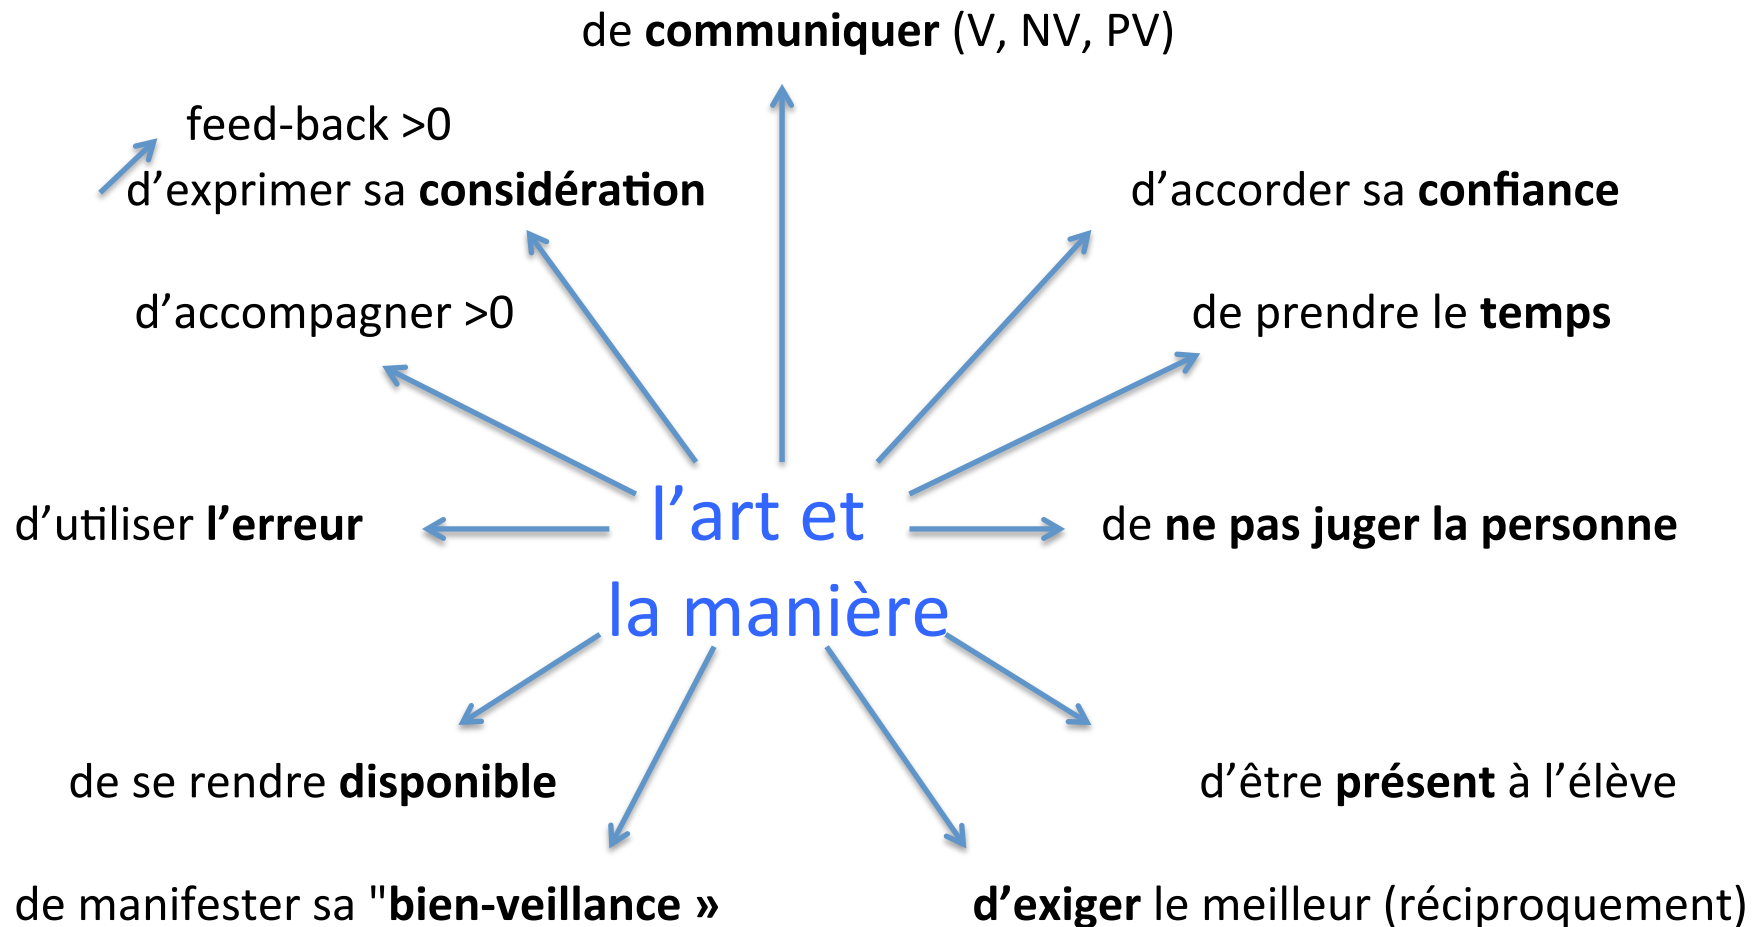 de communiquer (V, NV, PV)
feed-back >0
d’exprimer sa considération
d’accorder sa confiance
d’accompagner >0
de prendre le temps
d’utiliser l’erreur
l’art et
la manière
de ne pas juger la personne
de se rendre disponible
d’être présent à l’élève
de manifester sa "bien-veillance »
d’exiger le meilleur (réciproquement)